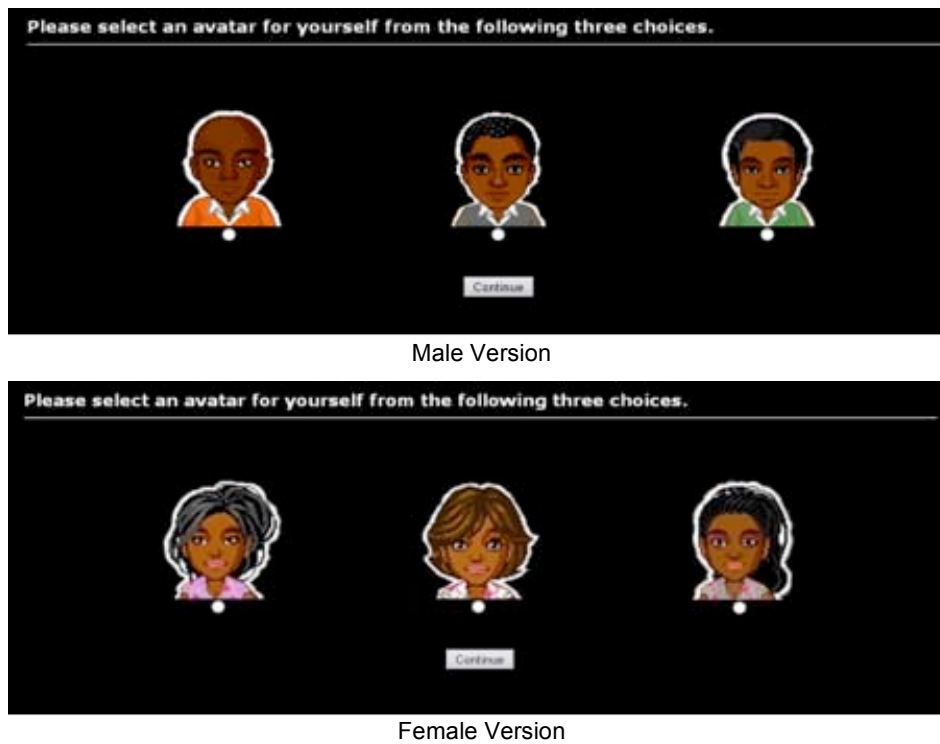 Please select an avatar for yourself from the following three choices.
Continue
Male Version
Please select an avatar for yourself from the following three choices.
Continue
Female Version